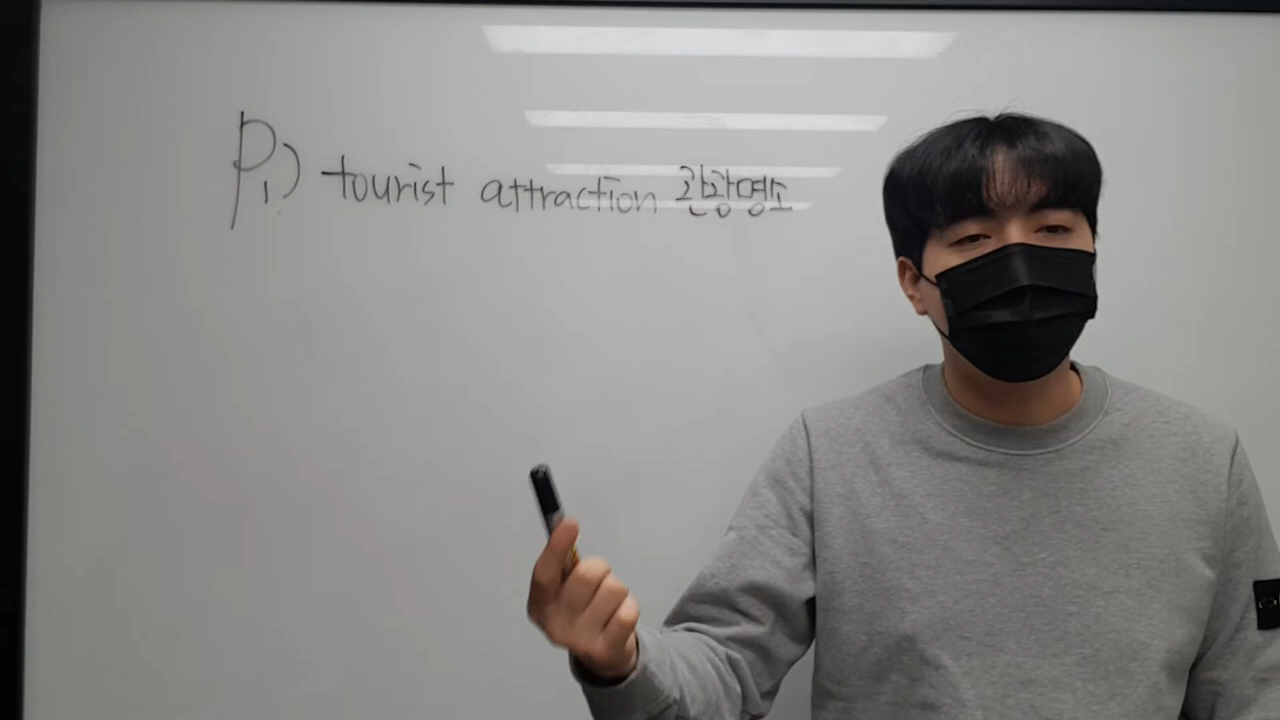 P1) tourist attraction 관광명소